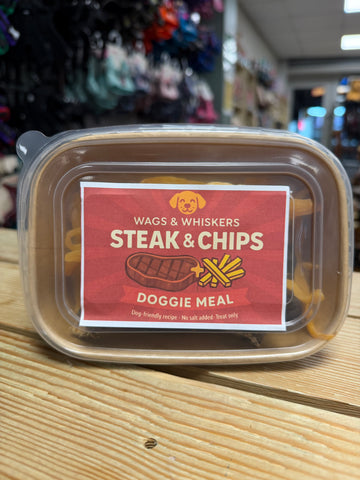 WAGS & WHISKERS
STEAK & CHIPS
DOGGIE MEAL
Dog-friendly recipe • No salt added • Treat only